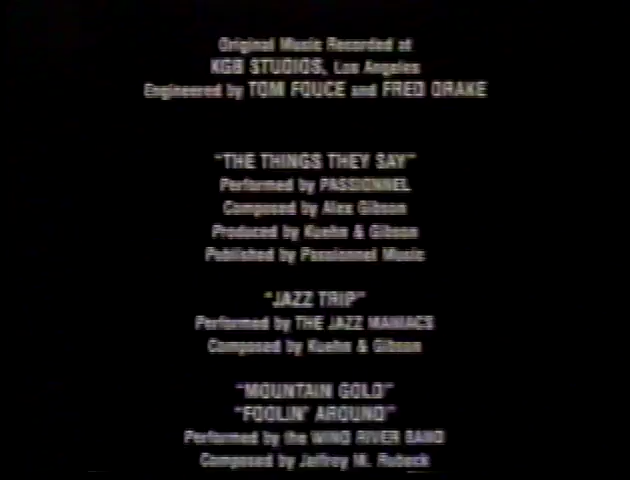 Original Music Recorded at
KGB STUDIOS, Los Angeles
Engineered by TOM FOUCE and FRED DRAKE
"THE THINGS THEY SAY"
Performed by PASSIONNEL
Composed by Alex Gibson
Produced by Kuehn & Gibson
Published by Passionnel Music
"JAZZ TRIP"
Performed by THE JAZZ MANIACS
Composed by Kuehn & Gibson
"MOUNTAIN GOLD"
"FOOLIN' AROUND"
Performed by the WIND RIVER BAND
Composed by Jeffrey M.